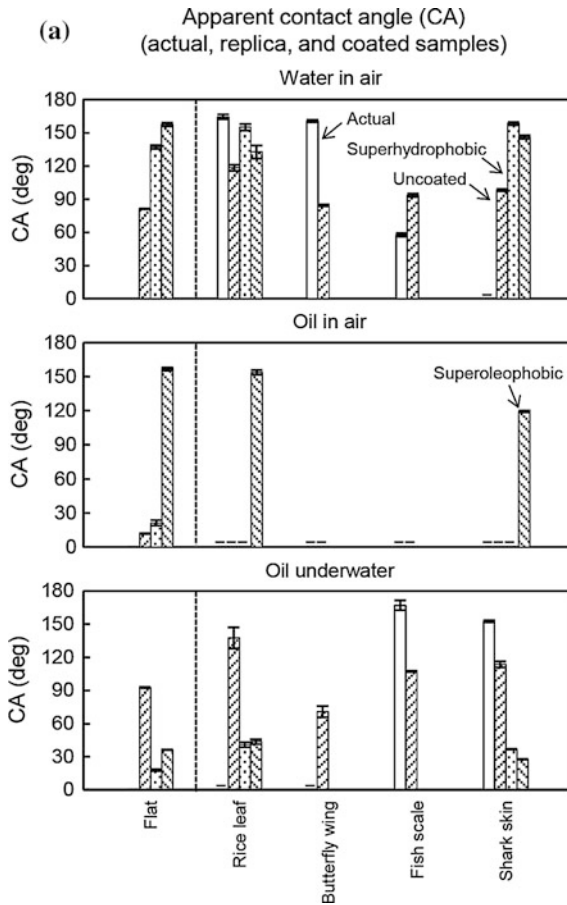 (a)
Apparent contact angle (CA)
(actual, replica, and coated samples)
Water in air
180
150
120
90
60
30
0
CA (deg)
Actual
Superhydrophobic
Uncoated
Oil in air
180
150
120
90
60
30
0
CA (deg)
Superoleophobic
Oil underwater
180
150
120
90
60
30
0
CA (deg)
Flat
Rice leaf
Butterfly wing
Fish scale
Shark skin